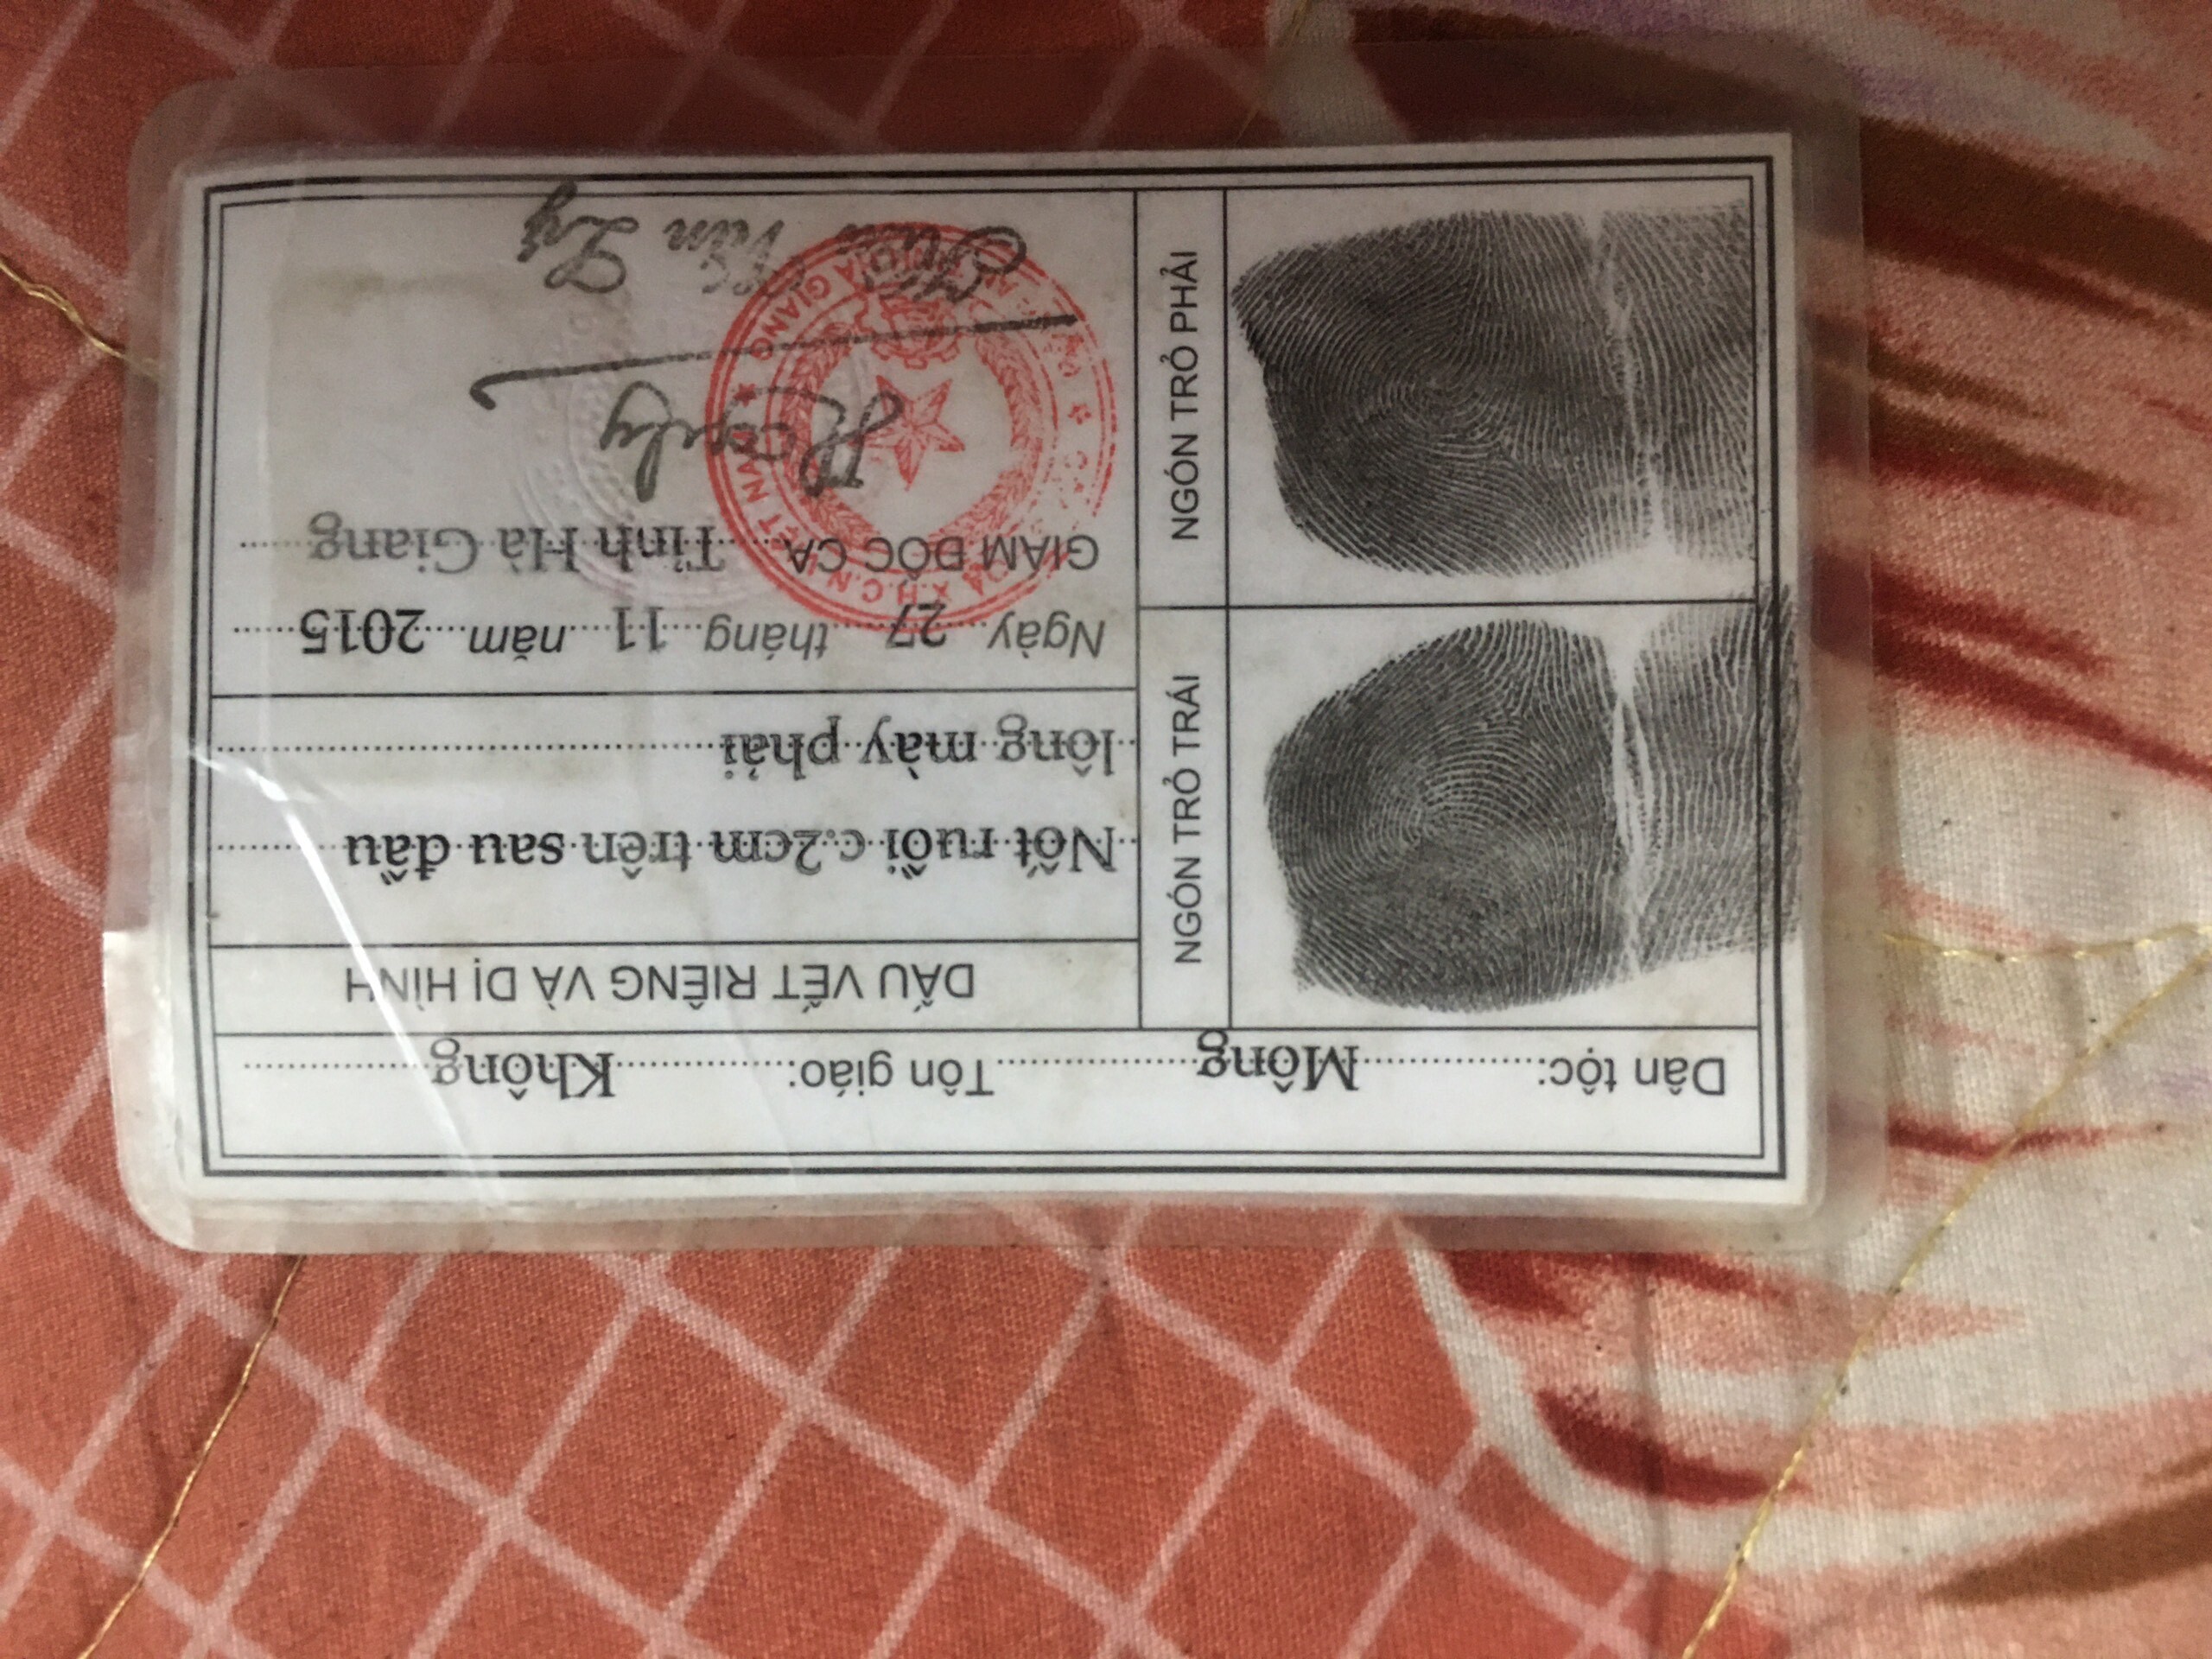 Dân tộc: Mông Tôn giáo: Không
NGÓN TRỎ TRÁI
NGÓN TRỎ PHẢI
DẤU VẾT RIÊNG VÀ DỊ HÌNH
Nốt ruồi c.2cm trên sau đầu
lông mày phải
Ngày 27 tháng 11 năm 2015
GIÁM ĐỐC CA Tỉnh Hà Giang
Văn Lý